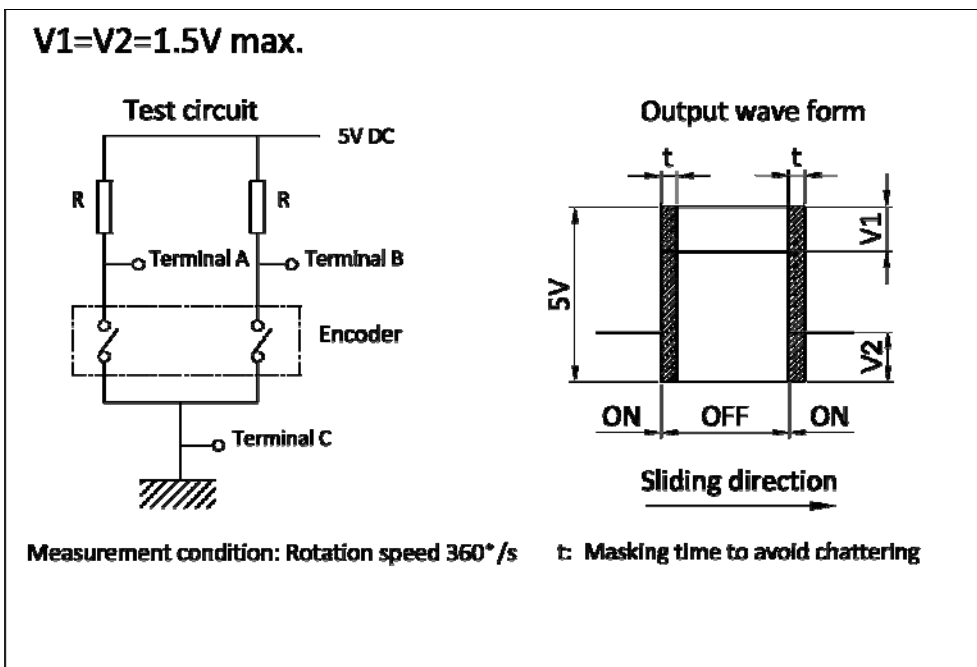 V1=V2=1.5V max.
Test circuit
5V DC
R
R
Terminal A
Terminal B
Encoder
Terminal C
Output wave form
t
t
V1
5V
V2
ON
OFF
ON
Sliding direction
Measurement condition: Rotation speed 360°/s
t: Masking time to avoid chattering